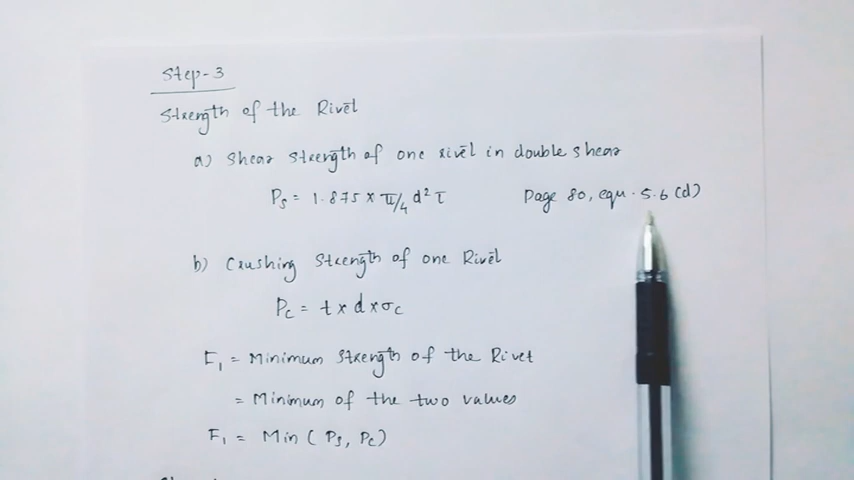 Step-3
Strength of the Rivet
a) Shear Strength of one rivet in double shear
Ps = 1.875 x π/4 d² τ Page 80, equ. 5.6 (d)
b) Crushing Strength of one Rivet
Pc = t x d x σc
F1 = Minimum Strength of the Rivet
= Minimum of the two values
F1 = Min ( Ps, Pc)